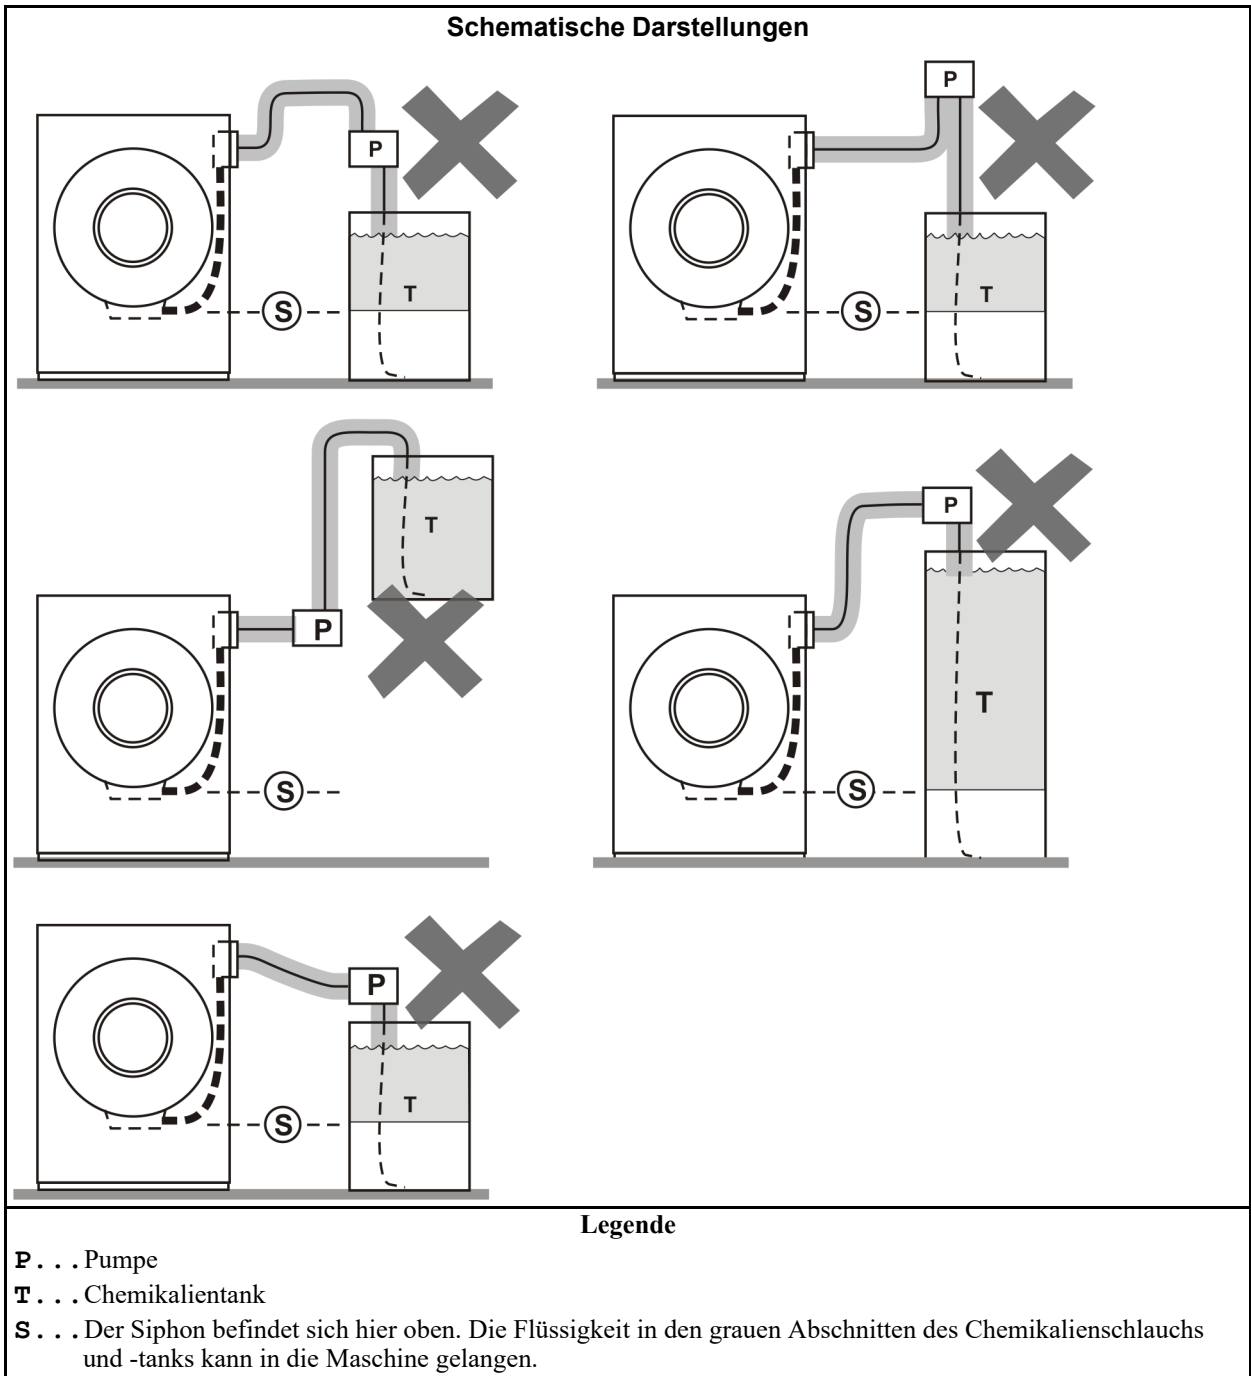 Schematische Darstellungen
P
P
T
S
T
S
T
P
P
T
S
S
P
T
S
Legende
P...Pumpe
T...Chemikalientank
S...Der Siphon befindet sich hier oben. Die Flüssigkeit in den grauen Abschnitten des Chemikalienschlauchs
und -tanks kann in die Maschine gelangen.